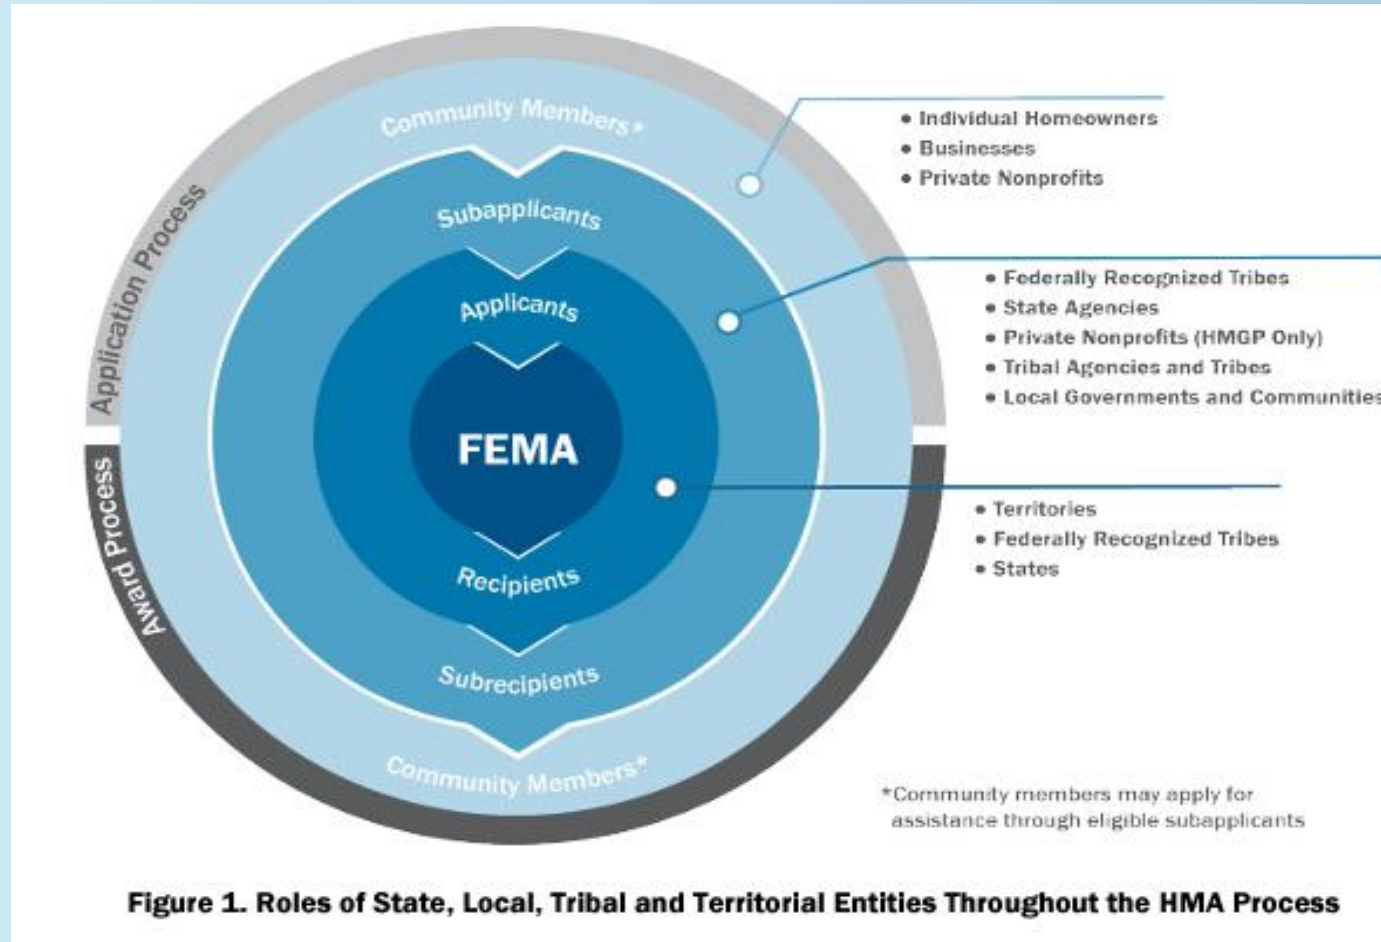 Application Process
Award Process
Community Members*
Subapplicants
Applicants
FEMA
Recipients
Subrecipients
Community Members*
• Individual Homeowners
• Businesses
• Private Nonprofits
• Federally Recognized Tribes
• State Agencies
• Private Nonprofits (HMGP Only)
• Tribal Agencies and Tribes
• Local Governments and Communities
• Territories
• Federally Recognized Tribes
• States
*Community members may apply for
assistance through eligible subapplicants
Figure 1. Roles of State, Local, Tribal and Territorial Entities Throughout the HMA Process